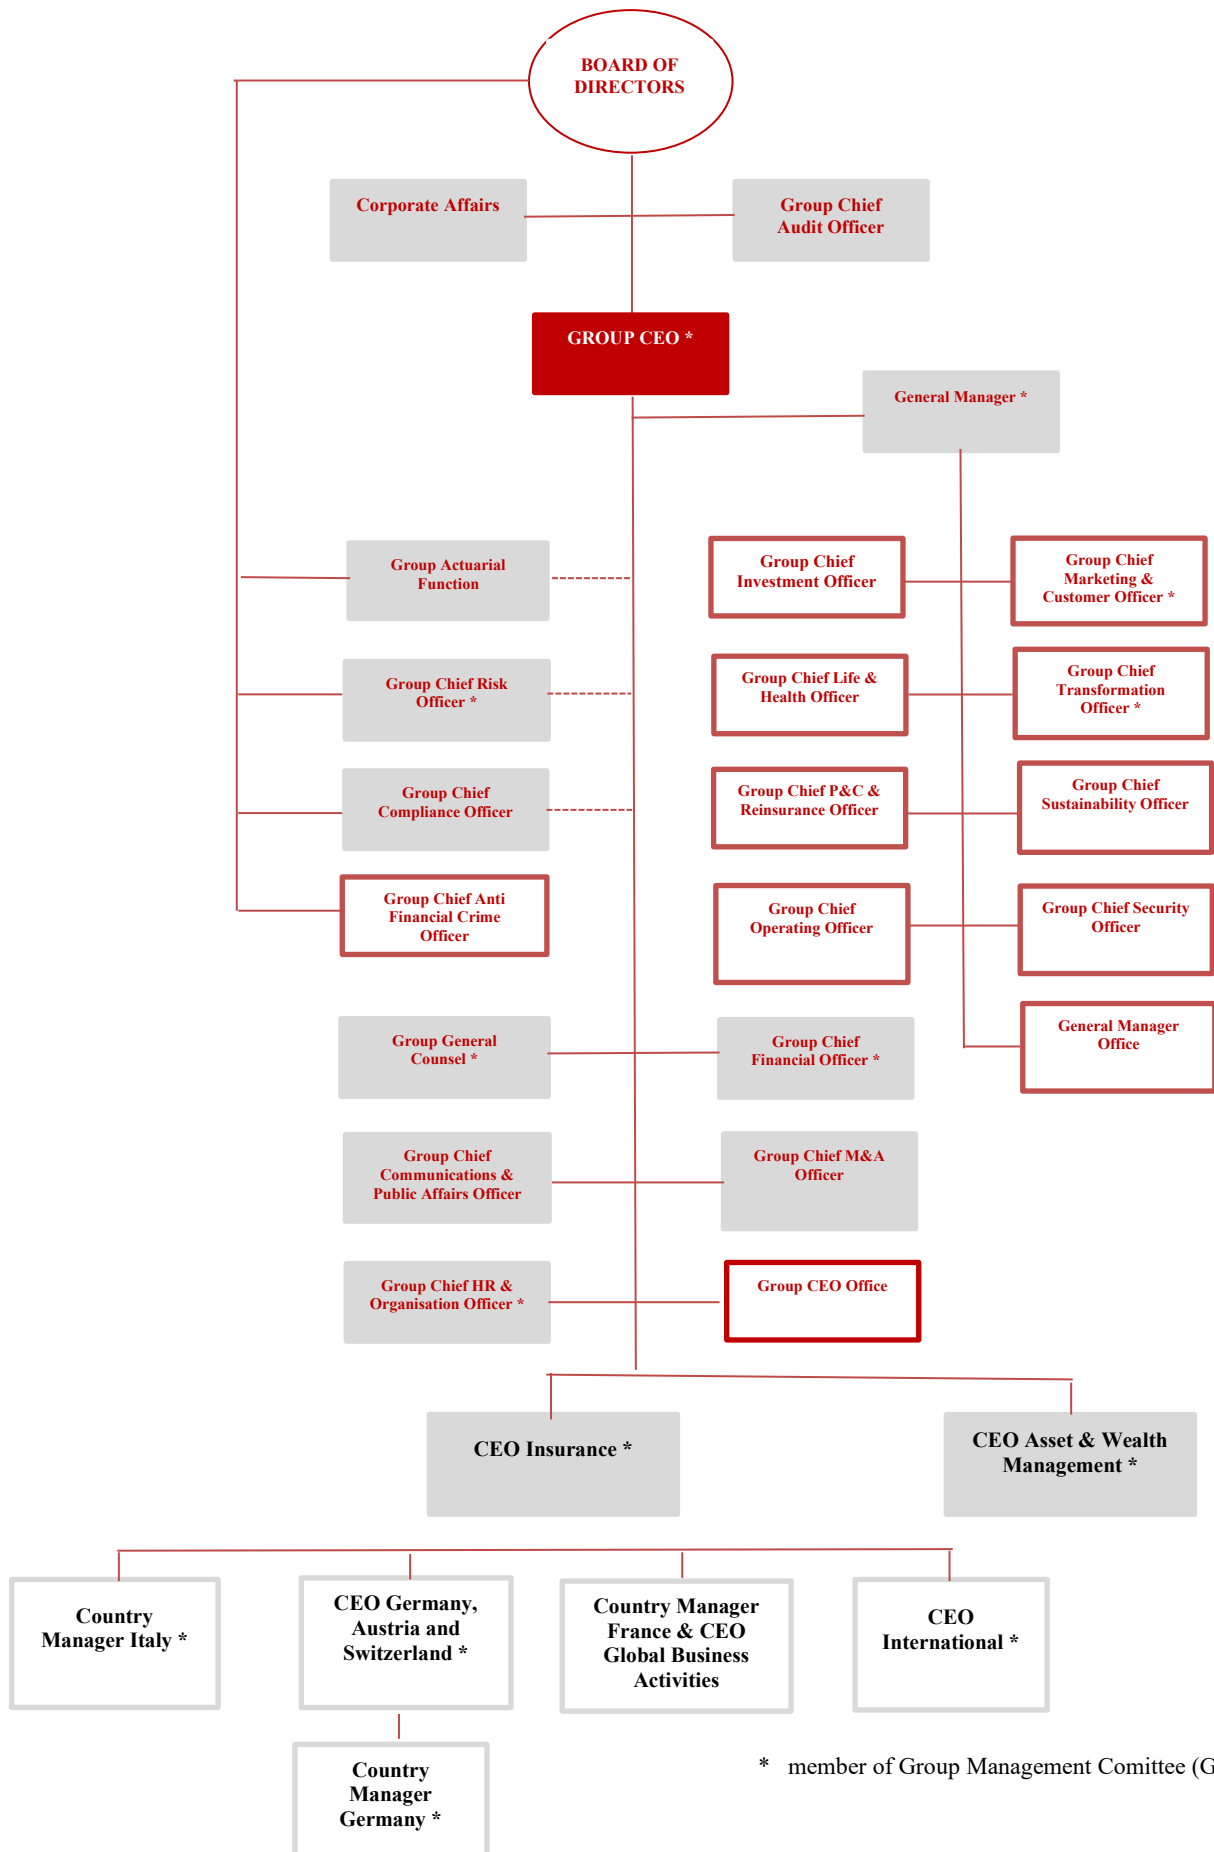 BOARD OF
DIRECTORS
Corporate Affairs
Group Chief
Audit Officer
GROUP CEO *
General Manager *
Group Actuarial
Function
Group Chief
Investment Officer
Group Chief
Marketing &
Customer Officer *
Group Chief Risk
Officer *
Group Chief Life &
Health Officer
Group Chief
Transformation
Officer *
Group Chief
Compliance Officer
Group Chief P&C &
Reinsurance Officer
Group Chief
Sustainability Officer
Group Chief Anti
Financial Crime
Officer
Group Chief
Operating Officer
Group Chief Security
Officer
Group General
Counsel *
Group Chief
Financial Officer *
General Manager
Office
Group Chief
Communications &
Public Affairs Officer
Group Chief M&A
Officer
Group Chief HR &
Organisation Officer *
Group CEO Office
CEO Insurance *
CEO Asset & Wealth
Management *
Country
Manager Italy *
CEO Germany,
Austria and
Switzerland *
Country Manager
France & CEO
Global Business
Activities
CEO
International *
Country
Manager
Germany *
* member of Group Management Comittee (G